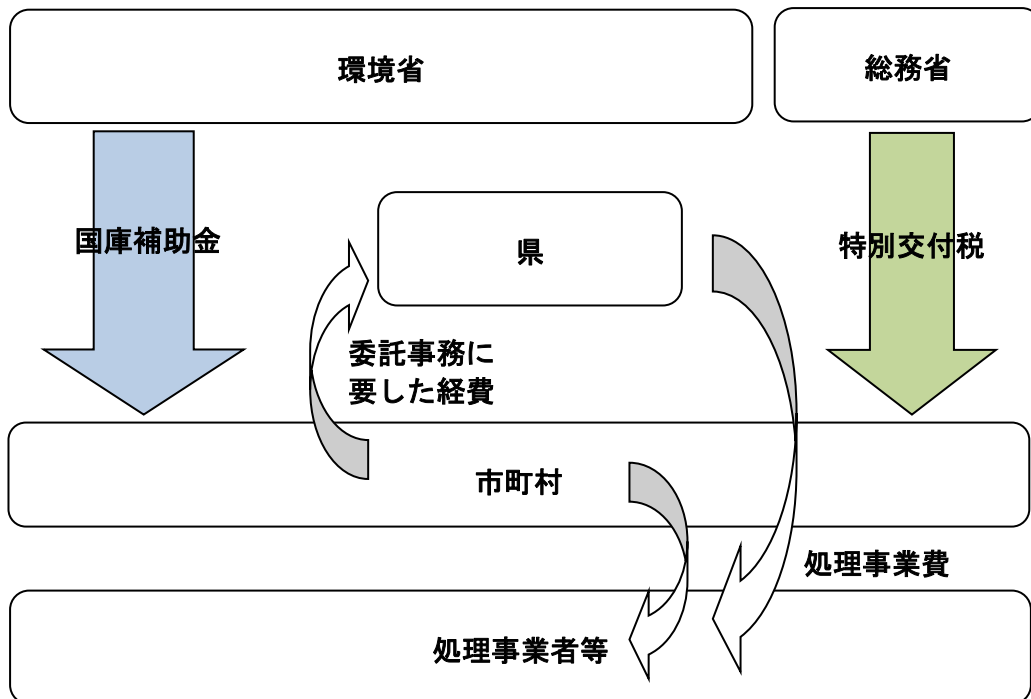 環境省
総務省
国庫補助金
県
特別交付税
委託事務に
要した経費
市町村
処理事業費
処理事業者等